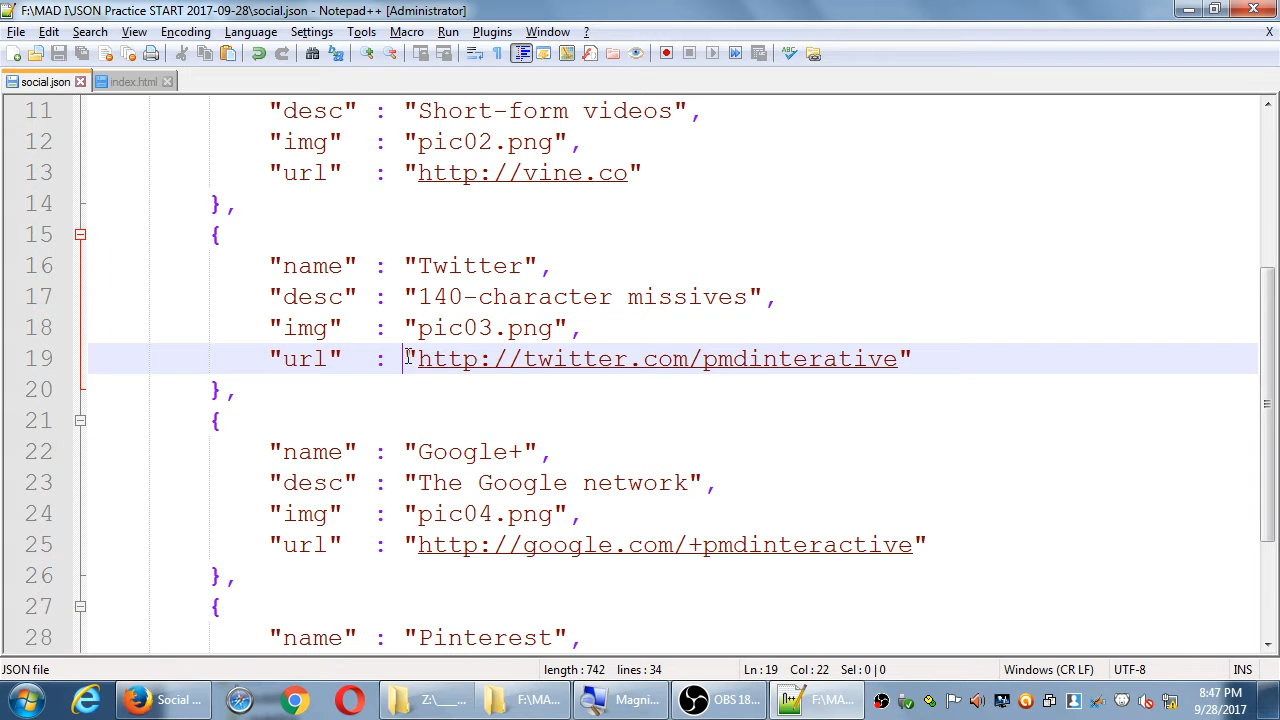 F:\MAD I\JSON Practice START 2017-09-28\social.json - Notepad++ [Administrator]
File Edit Search View Encoding Language Settings Tools Macro Run Plugins Window ? X
social.json index.html
11 "desc" : "Short-form videos",
12 "img" : "pic02.png",
13 "url" : "http://vine.co"
14 },
15 {
16 "name" : "Twitter",
17 "desc" : "140-character missives",
18 "img" : "pic03.png",
19 "url" : "http://twitter.com/pmdinterative"
20 },
21 {
22 "name" : "Google+",
23 "desc" : "The Google network",
24 "img" : "pic04.png",
25 "url" : "http://google.com/+pmdinteractive"
26 },
27 {
28 "name" : "Pinterest",
JSON file length : 742 lines : 34 Ln : 19 Col : 22 Sel : 0 | 0 Windows (CR LF) UTF-8 INS
Social ... Z:\___... F:\MA... Magni... OBS 18... F:\MA... 8:47 PM
9/28/2017